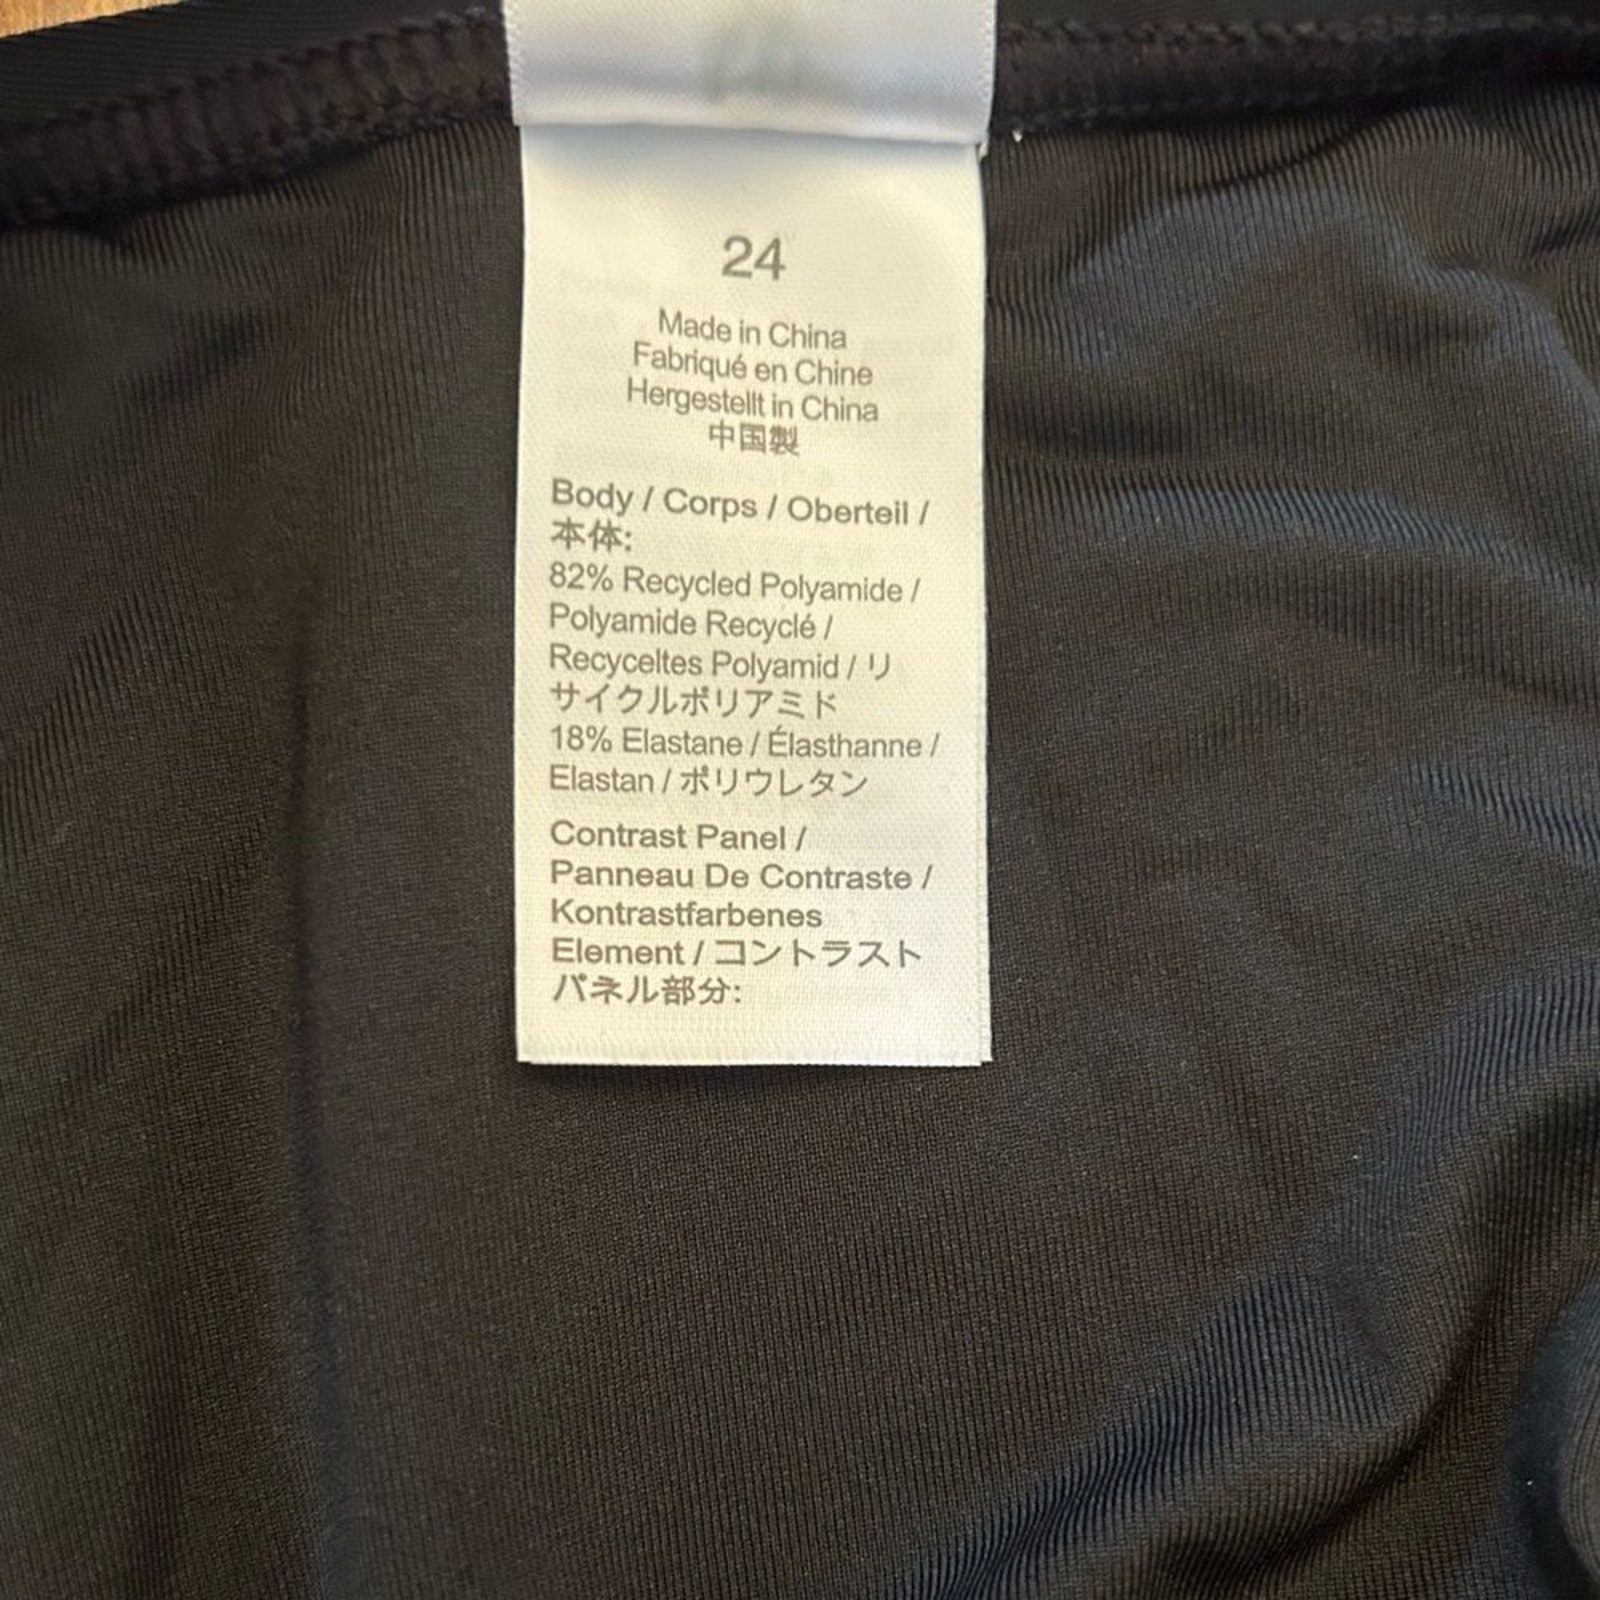 24
Made in China
Fabriqué en Chine
Hergestellt in China
中国製
Body / Corps / Oberteil /
本体:
82% Recycled Polyamide /
Polyamide Recyclé /
Recyceltes Polyamid / リ
サイクルポリアミド
18% Elastane / Élasthanne /
Elastan / ポリウレタン
Contrast Panel /
Panneau De Contraste /
Kontrastfarbenes
Element / コントラスト
パネル部分: